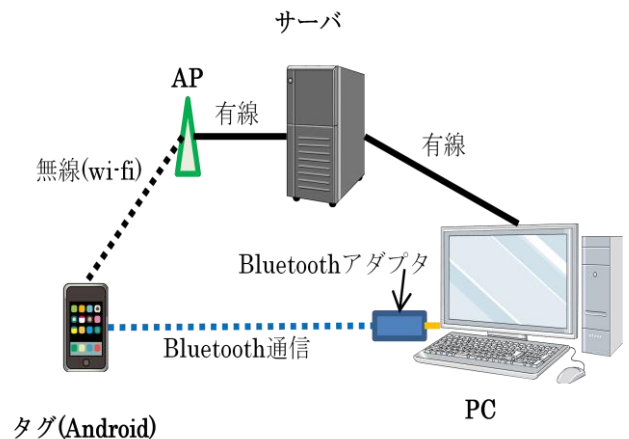 サーバ
AP
有線
有線
無線(wi-fi)
Bluetoothアダプタ
Bluetooth通信
PC
タグ(Android)